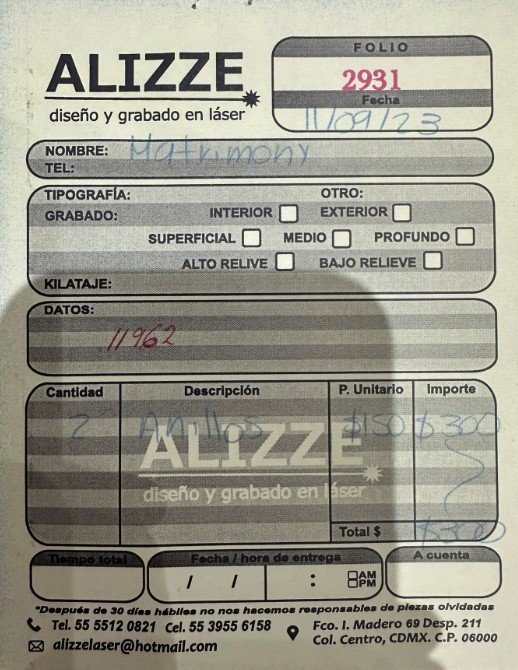 ALIZZE
diseño y grabado en láser
FOLIO
2931
Fecha
11/09/23
NOMBRE: Matrimony
TEL:
TIPOGRAFÍA: OTRO:
GRABADO: INTERIOR EXTERIOR
SUPERFICIAL MEDIO PROFUNDO
ALTO RELIVE BAJO RELIEVE
KILATAJE:
DATOS:
11962
Cantidad Descripción P. Unitario Importe
2 Anillos $150 $300
ALIZZE
diseño y grabado en láser
Total $ $300
Tiempo total Fecha / hora de entrega A cuenta
/ / : AM
PM
*Después de 30 días hábiles no nos hacemos responsables de piezas olvidadas
Tel. 55 5512 0821 Cel. 55 3955 6158
alizzelaser@hotmail.com
Fco. I. Madero 69 Desp. 211
Col. Centro, CDMX. C.P. 06000